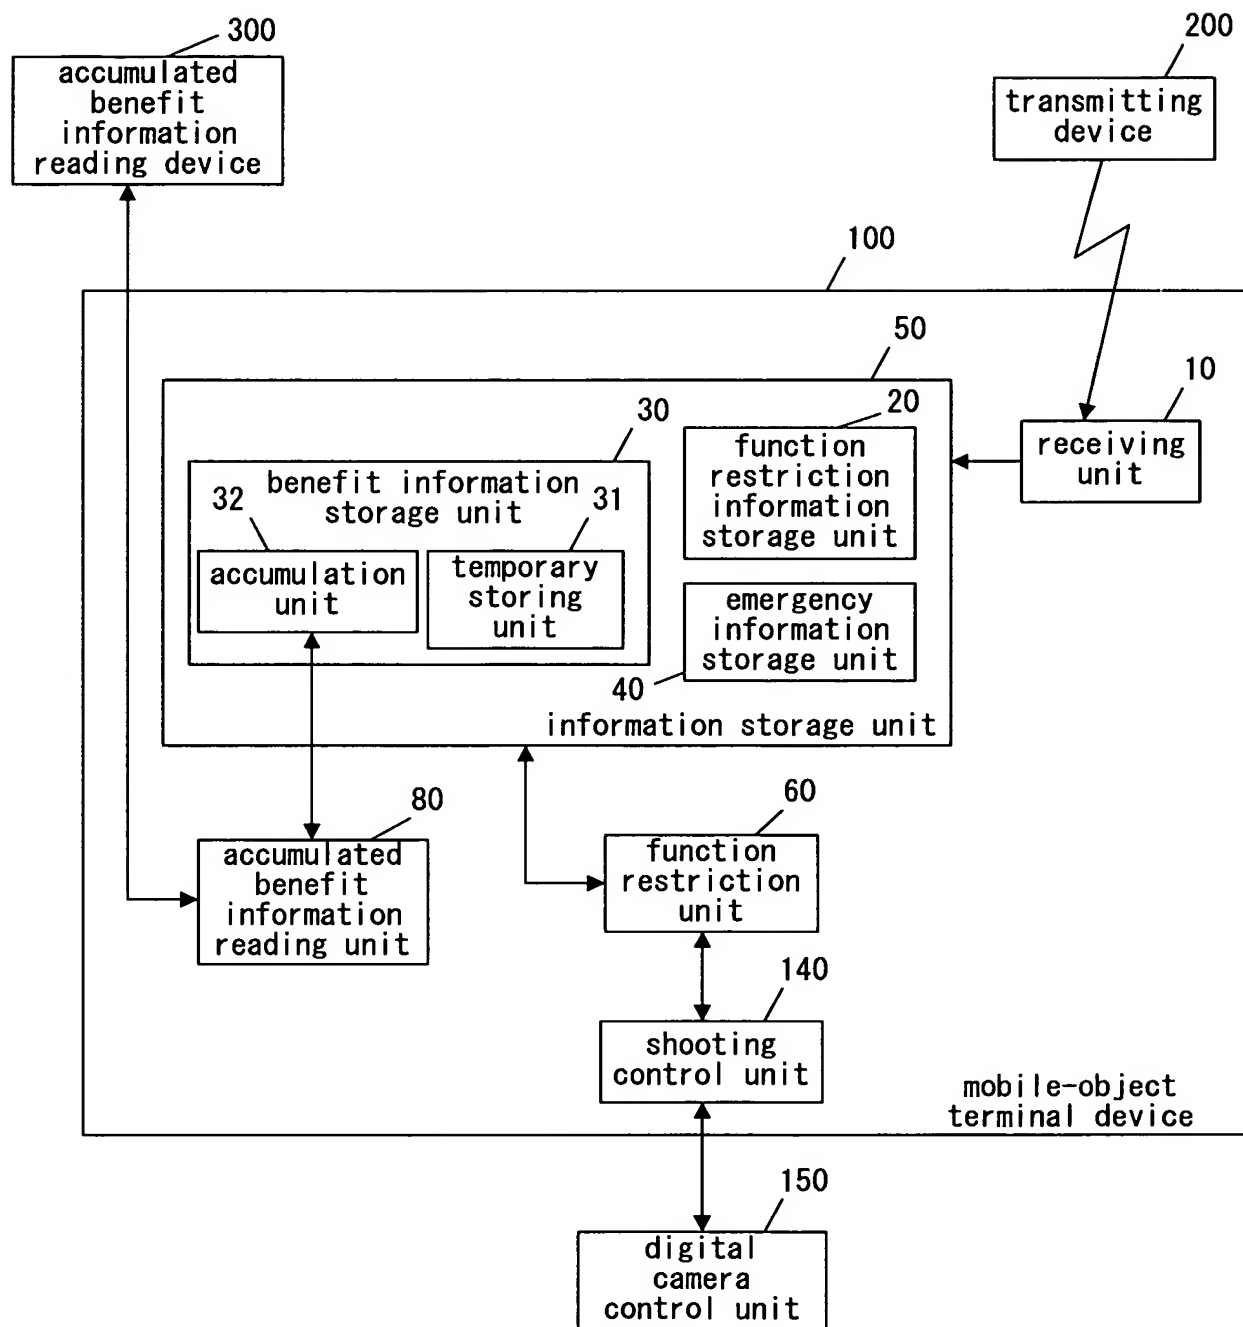 300
accumulated
benefit
information
reading device
200
transmitting
device
100
50
10
receiving
unit
30
20
function
restriction
information
storage unit
benefit information
storage unit
32
31
accumulation
unit
temporary
storing
unit
emergency
information
storage unit
40
information storage unit
80
accumulated
benefit
information
reading unit
60
function
restriction
unit
140
shooting
control unit
mobile-object
terminal device
150
digital
camera
control unit